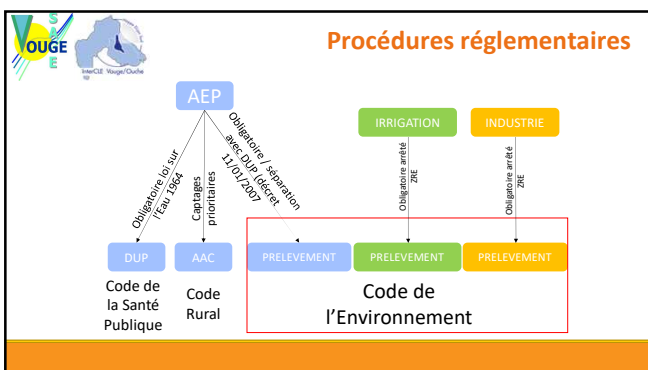 SAGE
VOUGE
InterCLE Vouge/Ouche
Procédures réglementaires
AEP
IRRIGATION
INDUSTRIE
Obligatoire loi sur
l'Eau 1964
Captages
prioritaires
Obligatoire / séparation
avec DUP (décret
11/01/2007
Obligatoire arrêté
ZRE
Obligatoire arrêté
ZRE
DUP
AAC
PRELEVEMENT
PRELEVEMENT
PRELEVEMENT
Code de
la Santé
Publique
Code
Rural
Code de
l'Environnement